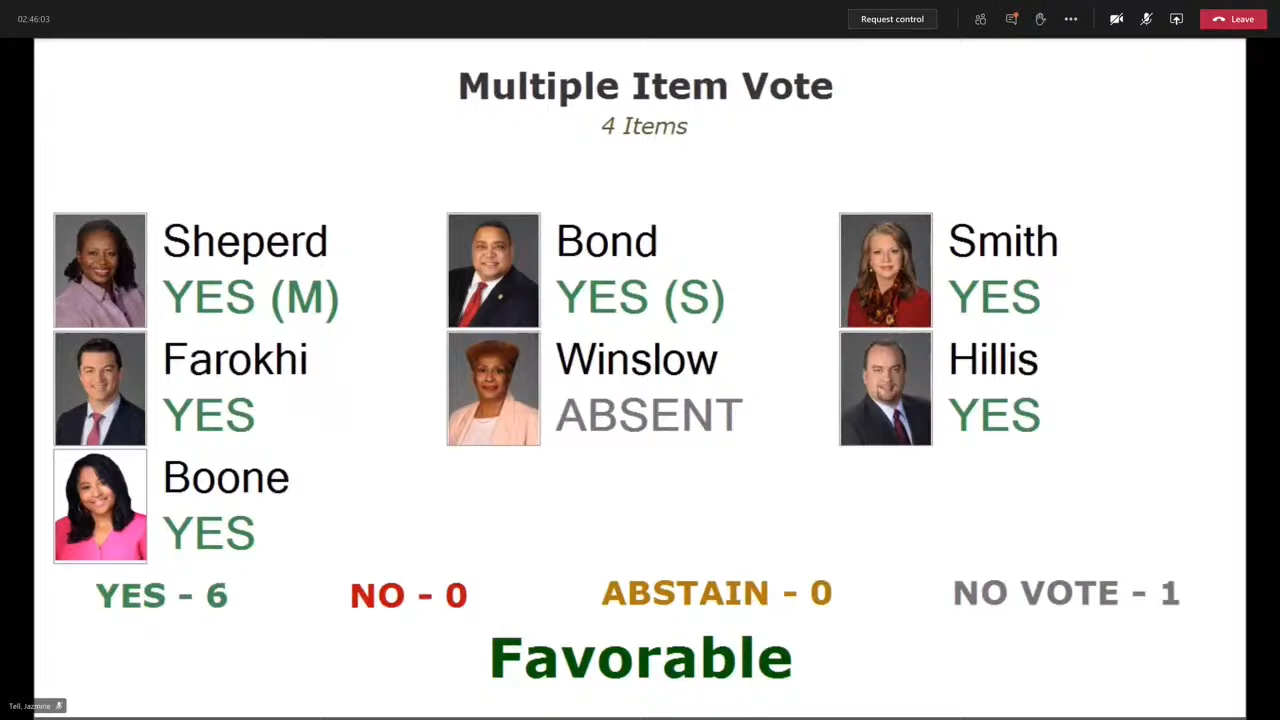 02:46:03
Request control
Leave
Multiple Item Vote
4 Items
Sheperd
YES (M)
Bond
YES (S)
Smith
YES
Farokhi
YES
Winslow
ABSENT
Hillis
YES
Boone
YES
YES - 6
NO - 0
ABSTAIN - 0
NO VOTE - 1
Favorable
Tell, Jazmine